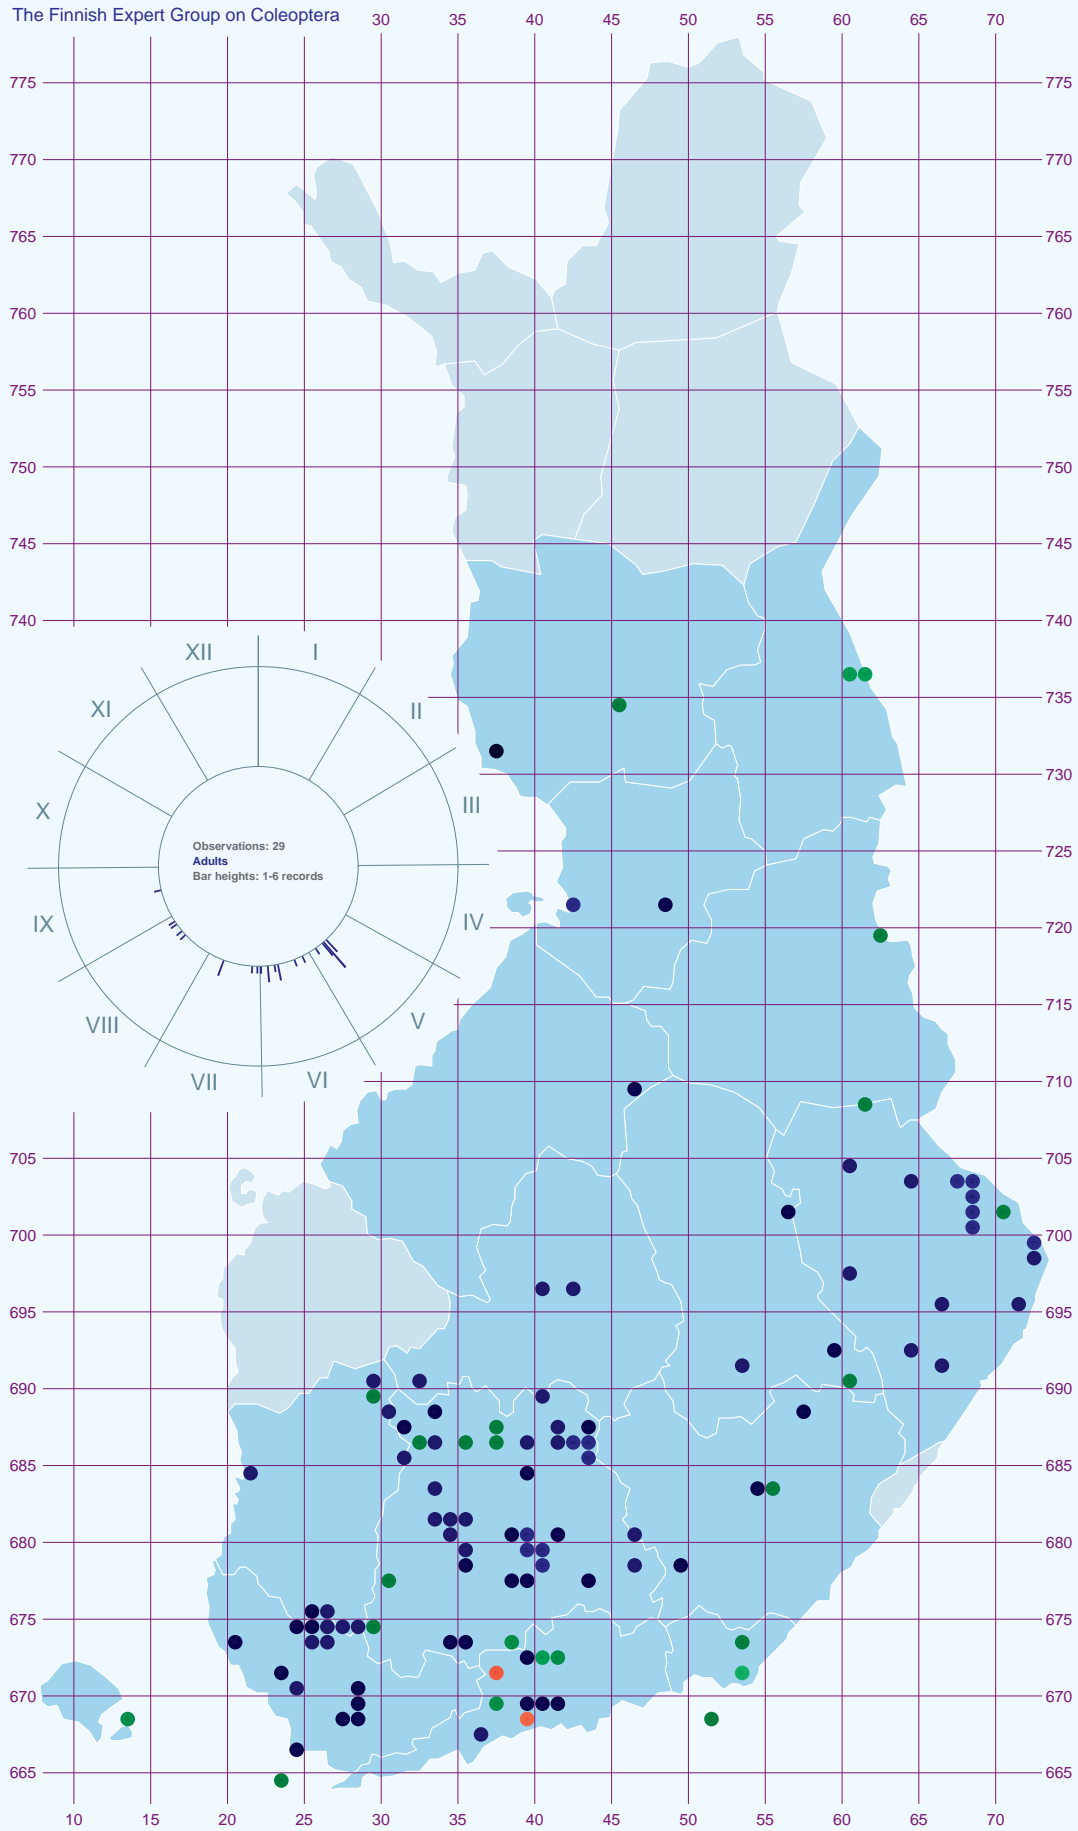 The Finnish Expert Group on Coleoptera
30 40 45 50 55 60 65 70
775 775
770 770
765 765
760 760
755 755
750 750
745 745
740 740
XII I
XI II
735
X III
730
Observations: 29
Adults
Bar heights: 1-6 records
725
IX IV
720
VIII V
715
VII VI
710
705 705
700 700
695 695
690 690
685 685
680 680
675 675
670 670
665 665
10 15 20 25 30 35 40 45 50 55 60 65 70